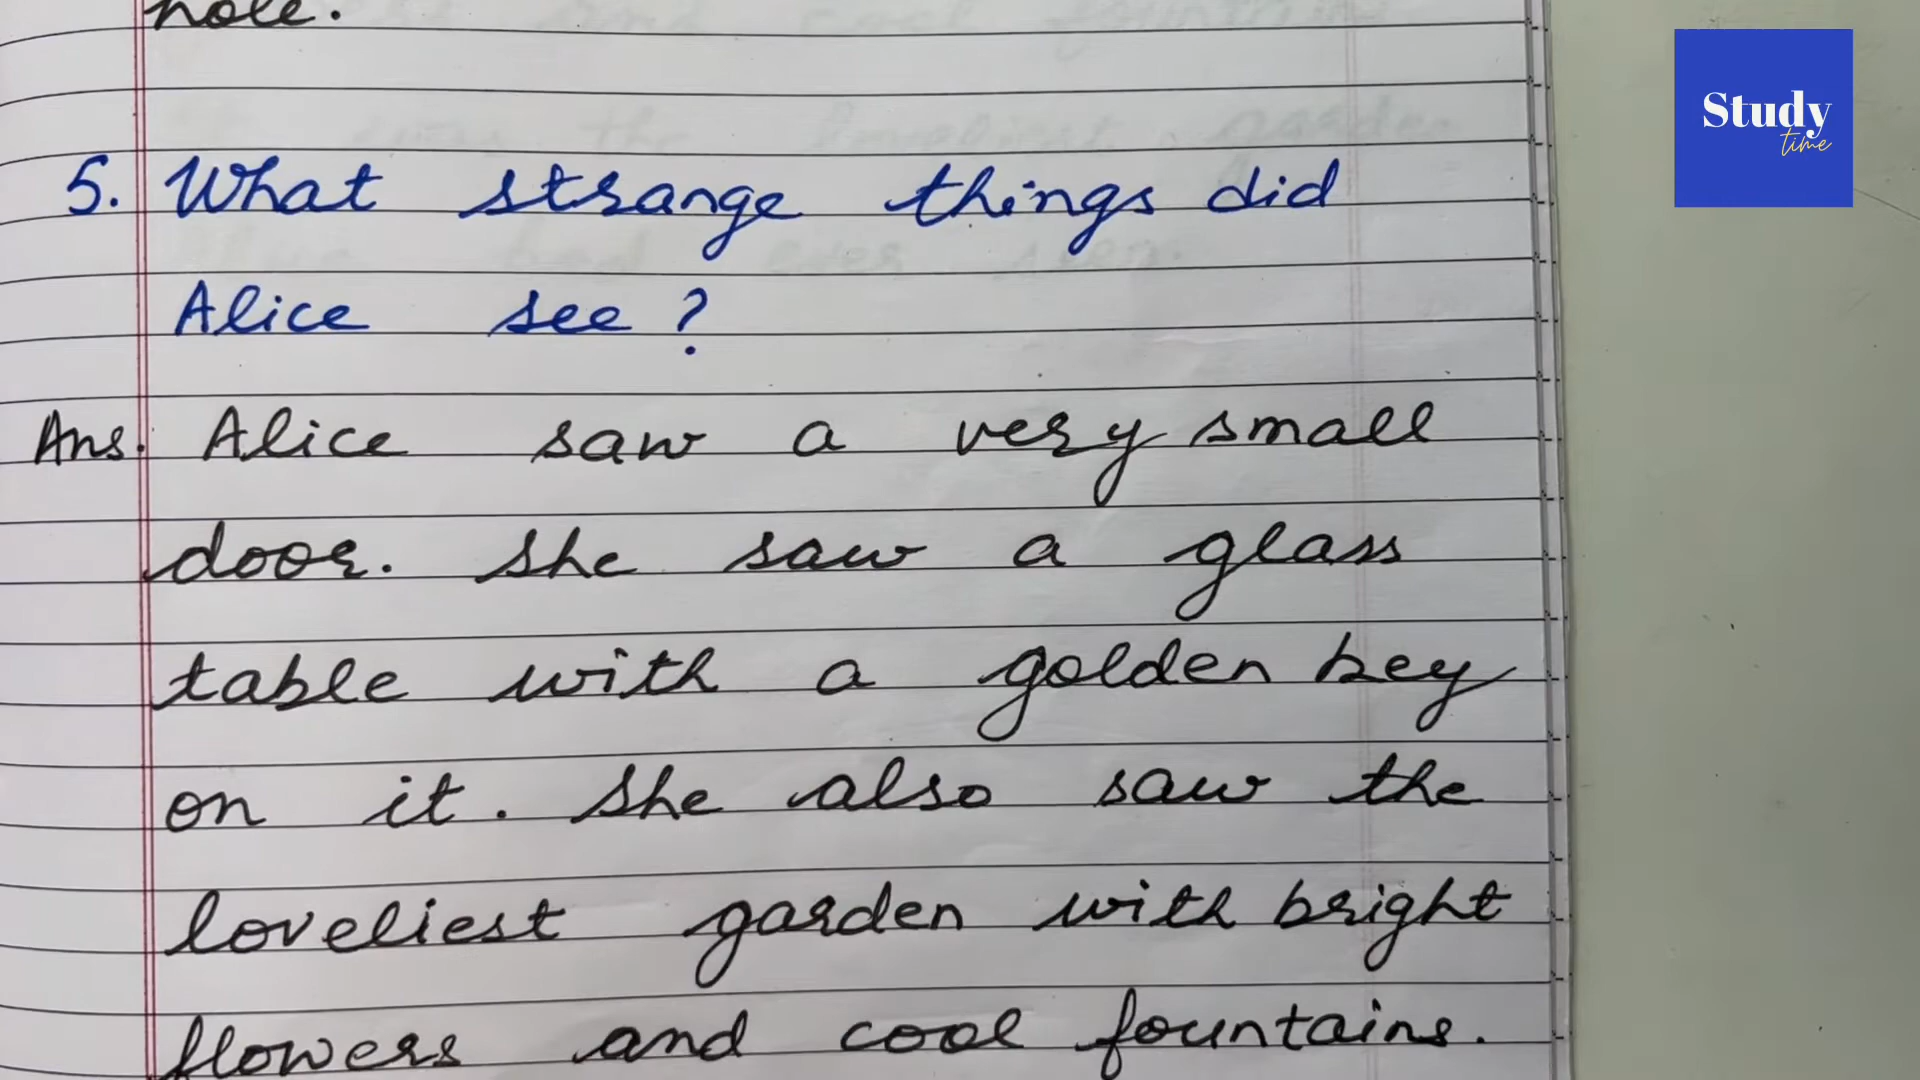 hole.
Study
time
5. What strange things did
Alice see?
Ans. Alice saw a very small
door. She saw a glass
table with a golden key
on it. She also saw the
loveliest garden with bright
flowers and cool fountains.